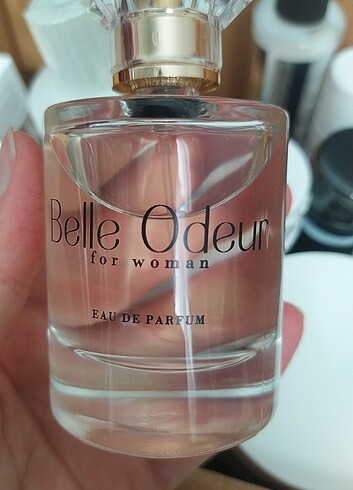 Belle Odeur
for woman
EAU DE PARFUM